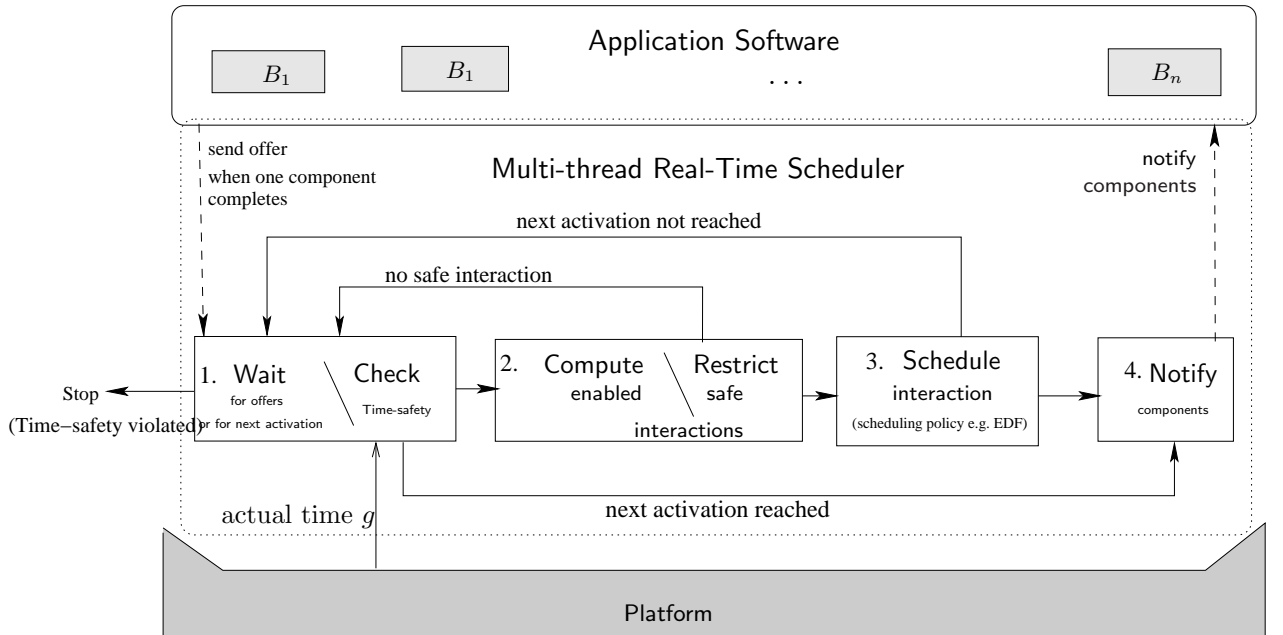 Application Software
B1
B1
. . .
Bn
send offer
when one component
completes
Multi-thread Real-Time Scheduler
notify
components
next activation not reached
no safe interaction
1. Wait
for offers
or for next activation
Check
Time-safety
2. Compute
enabled
Restrict
safe
interactions
3. Schedule
interaction
(scheduling policy e.g. EDF)
4. Notify
components
Stop
(Time−safety violated)
actual time g
next activation reached
Platform